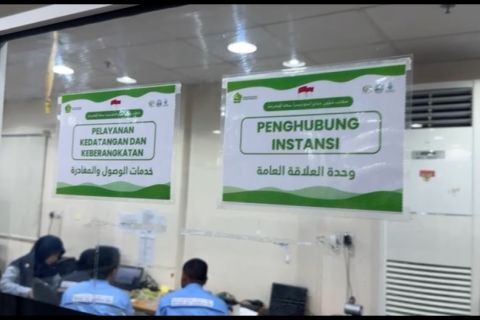 PELAYANAN
KEDATANGAN DAN
KEBERANGKATAN
خدمات الوصول والمغادرة
PENGHUBUNG
INSTANSI
وحدة العلاقة العامة